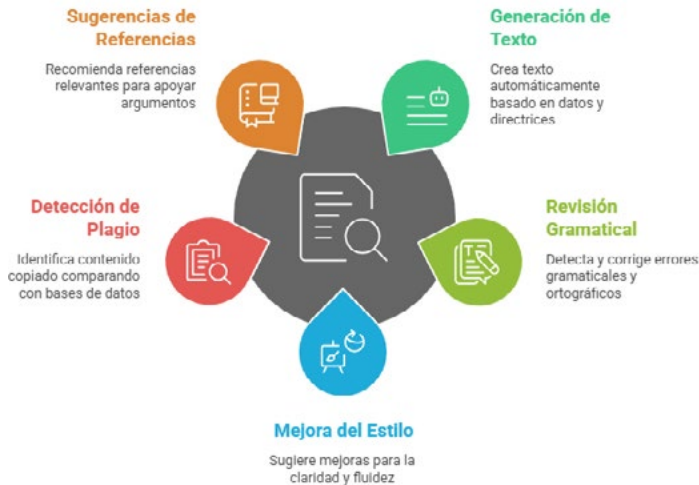 Sugerencias de
Referencias
Recomienda referencias
relevantes para apoyar
argumentos
Generación de
Texto
Crea texto
automáticamente
basado en datos y
directrices
Detección de
Plagio
Identifica contenido
copiado comparando
con bases de datos
Revisión
Gramatical
Detecta y corrige errores
gramaticales y
ortográficos
Mejora del Estilo
Sugiere mejoras para la
claridad y fluidez